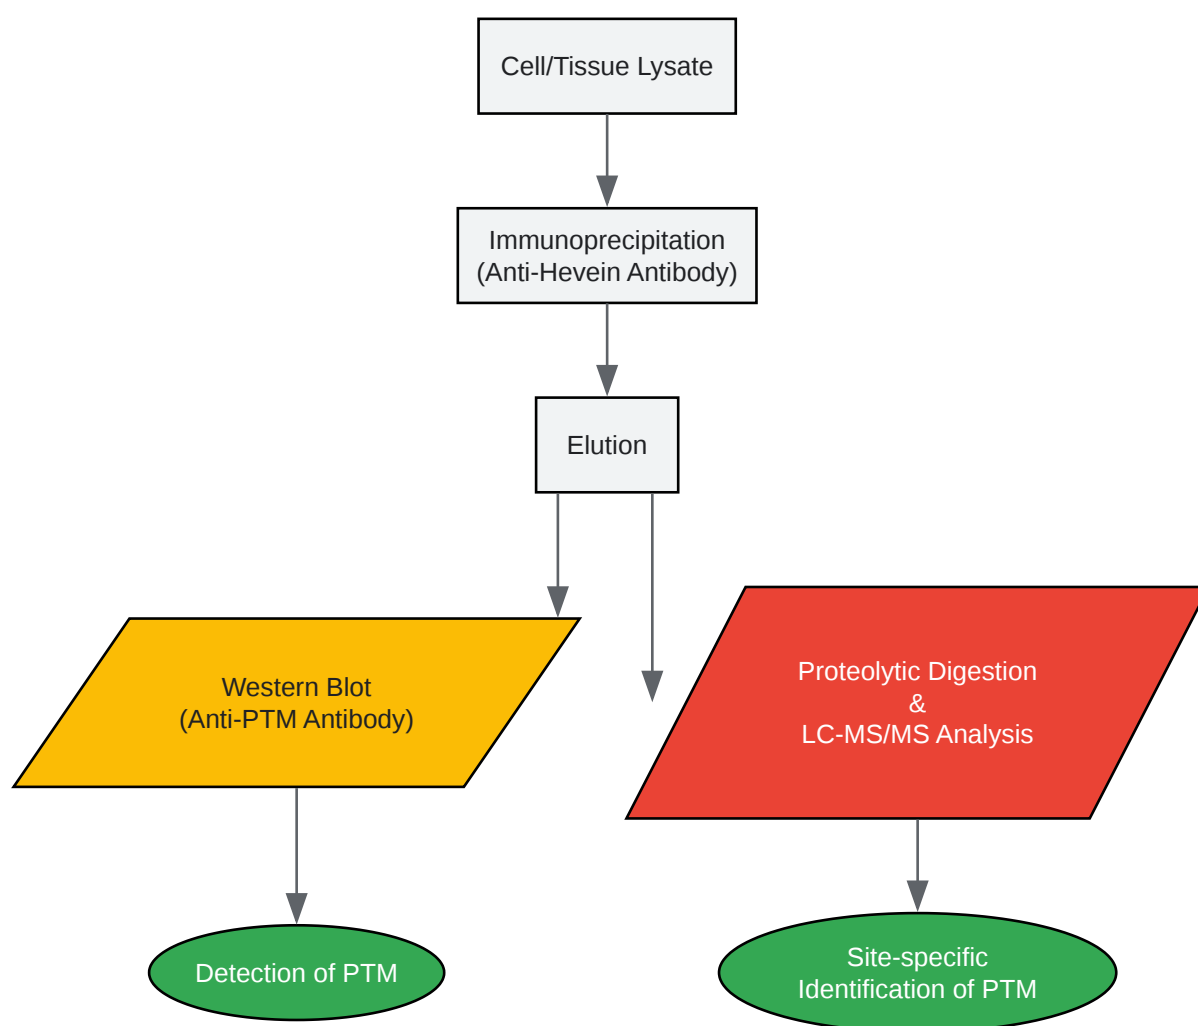 Cell/Tissue Lysate
Immunoprecipitation
(Anti-Hevein Antibody)
Elution
Western Blot
(Anti-PTM Antibody)
Proteolytic Digestion
&
LC-MS/MS Analysis
Detection of PTM
Site-specific
Identification of PTM